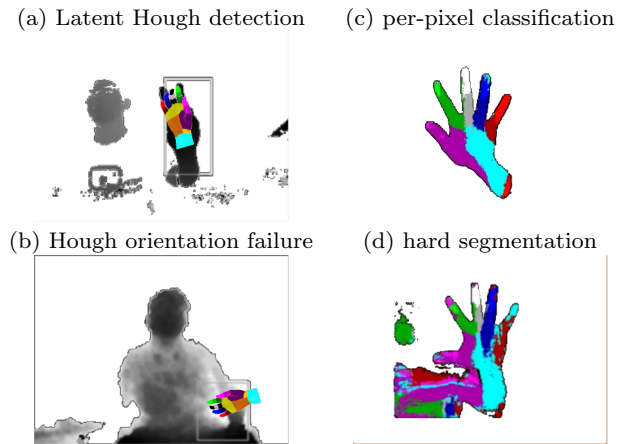 (a) Latent Hough detection
(c) per-pixel classification
(b) Hough orientation failure
(d) hard segmentation